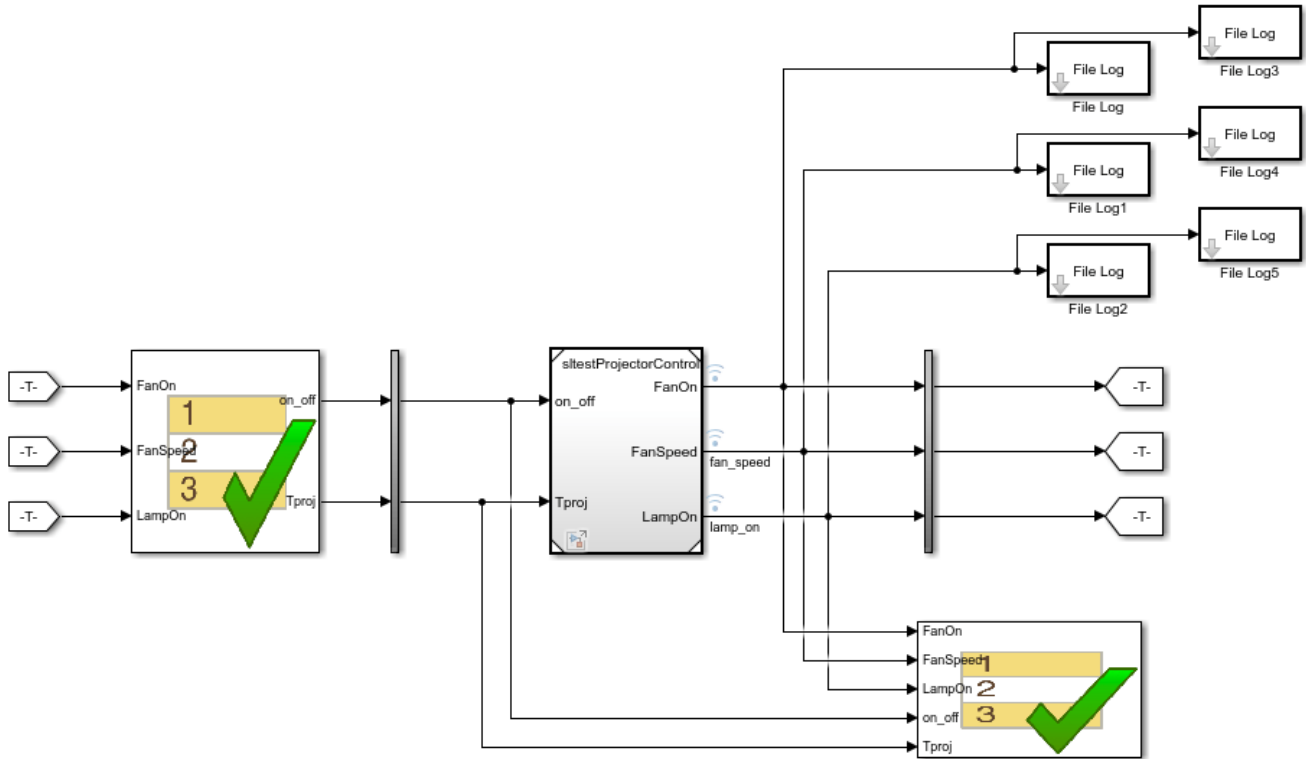 File Log
File Log3
File Log
File Log
File Log
File Log4
File Log
File Log1
File Log
File Log5
File Log
File Log2
-T-
-T-
-T-
FanOn
FanSpeed
LampOn
1
2
3
on_off
Tproj
sltestProjectorControl
on_off
Tproj
FanOn
FanSpeed
LampOn
fan_speed
lamp_on
-T-
-T-
-T-
FanOn
FanSpeed
LampOn
on_off
Tproj
1
2
3